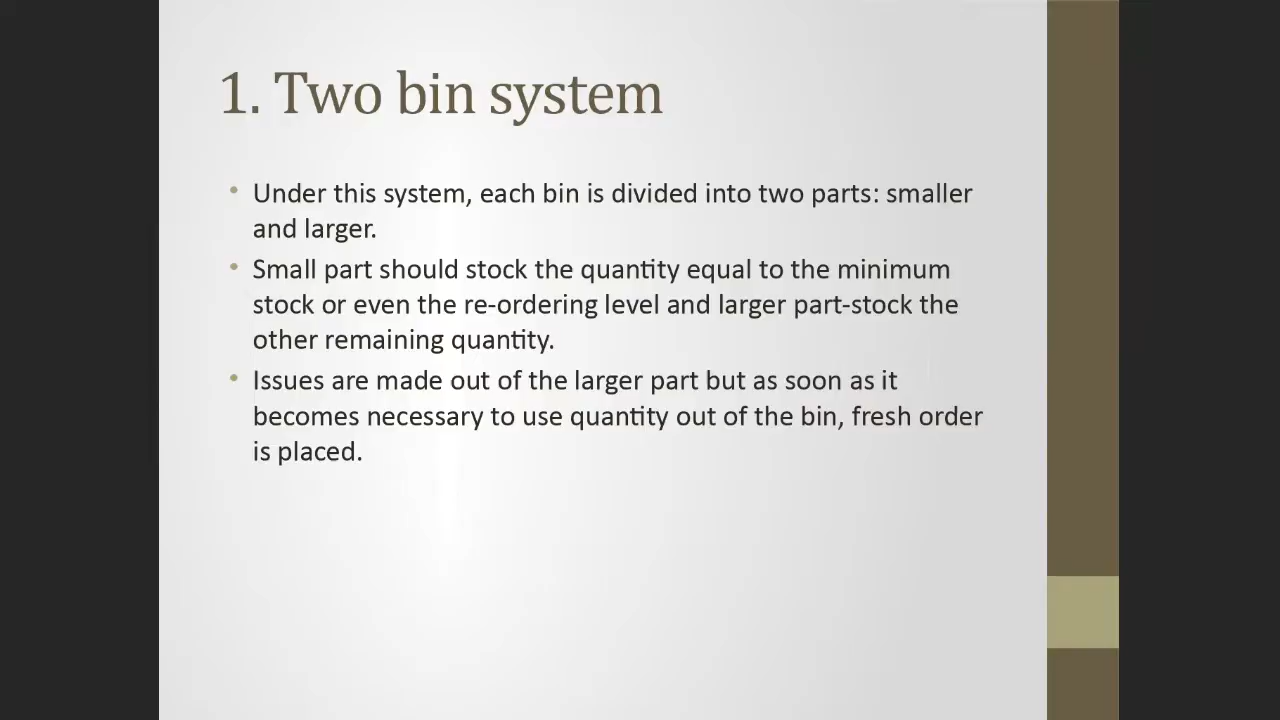 1. Two bin system
• Under this system, each bin is divided into two parts: smaller
and larger.
• Small part should stock the quantity equal to the minimum
stock or even the re-ordering level and larger part-stock the
other remaining quantity.
• Issues are made out of the larger part but as soon as it
becomes necessary to use quantity out of the bin, fresh order
is placed.